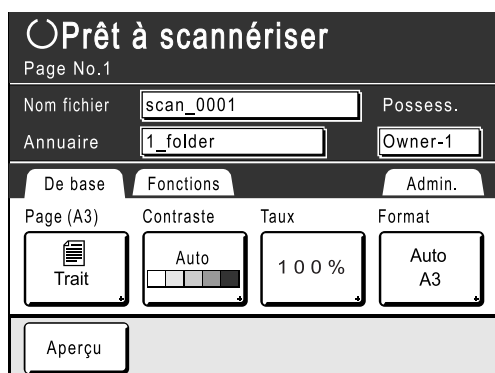 Prêt à scannériser
Page No.1
Nom fichier scan_0001 Possess.
Annuaire 1_folder Owner-1
De base Fonctions Admin.
Page (A3) Contraste Taux Format
Trait Auto 100% Auto
A3
Aperçu